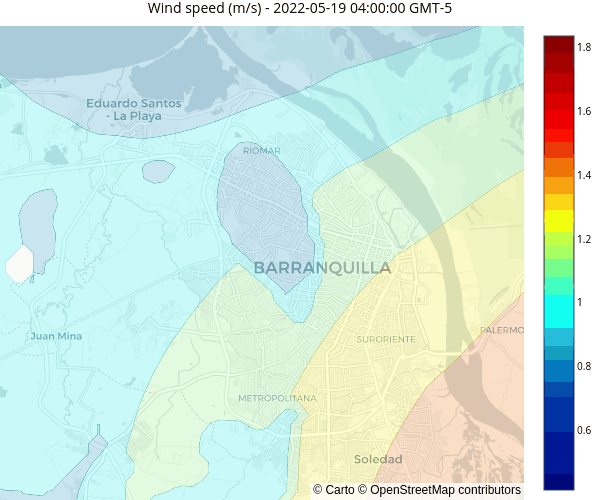 Wind speed (m/s) - 2022-05-19 04:00:00 GMT-5
Eduardo Santos
- La Playa
RIOMAR
BARRANQUILLA
Juan Mina
SURORIENTE
PALERMO
METROPOLITANA
Soledad
© Carto © OpenStreetMap contributors
1.8
1.6
1.4
1.2
1
0.8
0.6